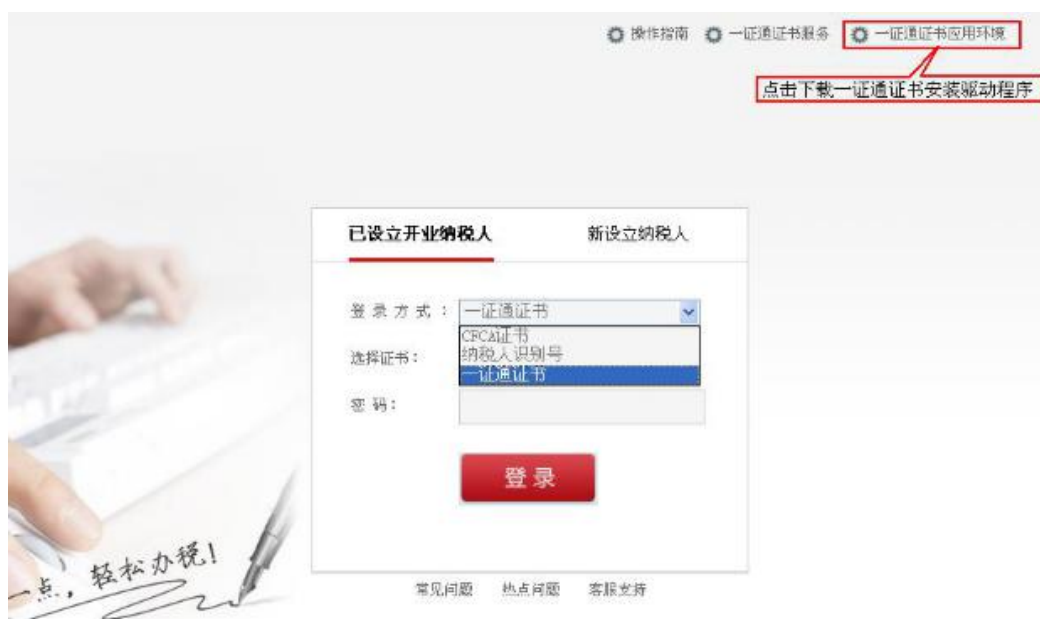 操作指南 一证通证书服务 一证通证书应用环境
点击下载一证通证书安装驱动程序
已设立开业纳税人 新设立纳税人
登录方式： 一证通证书
CFCA证书
选择证书： 纳税人识别号
一证通证书
密码：
登录
一点，轻松办税！
常见问题 热点问题 客服支持